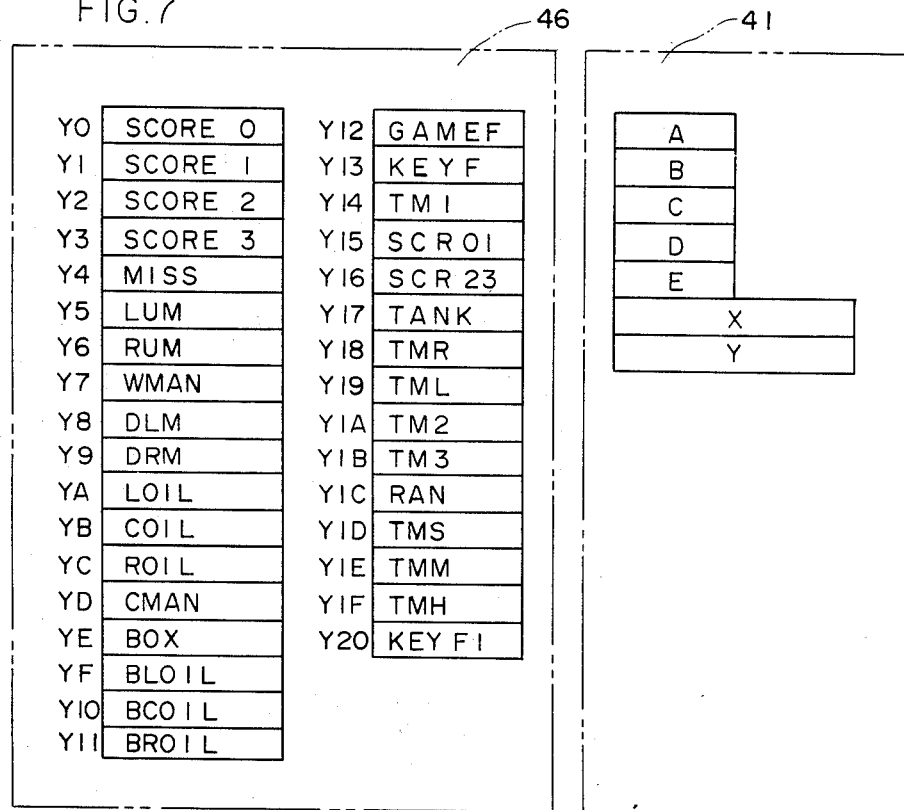 FIG. 7
46
41
Y0 SCORE 0
Y1 SCORE 1
Y2 SCORE 2
Y3 SCORE 3
Y4 MISS
Y5 LUM
Y6 RUM
Y7 WMAN
Y8 DLM
Y9 DRM
YA LOIL
YB COIL
YC ROIL
YD CMAN
YE BOX
YF BLOIL
Y10 BCOIL
Y11 BROIL
Y12 GAMEF
Y13 KEYF
Y14 TM1
Y15 SCR01
Y16 SCR 23
Y17 TANK
Y18 TMR
Y19 TML
Y1A TM2
Y1B TM3
Y1C RAN
Y1D TMS
Y1E TMM
Y1F TMH
Y20 KEYF1
A
B
C
D
E
X
Y